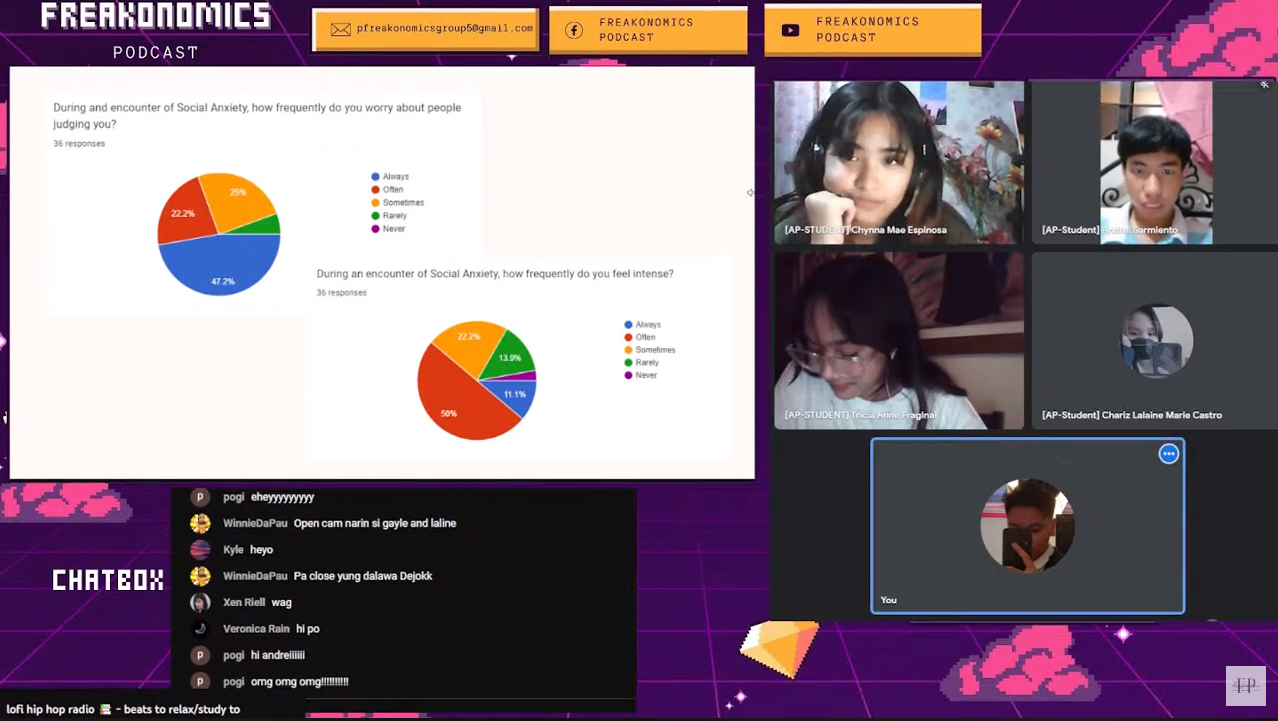 FREAKONOMICS
PODCAST
pfreakonomicsgroup5@gmail.com
FREAKONOMICS
PODCAST
FREAKONOMICS
PODCAST
During and encounter of Social Anxiety, how frequently do you worry about people
judging you?
36 responses
25%
22.2%
47.2%
Always
Often
Sometimes
Rarely
Never
During an encounter of Social Anxiety, how frequently do you feel intense?
36 responses
22.2%
13.9%
11.1%
50%
Always
Often
Sometimes
Rarely
Never
[AP-STUDENT] Chynna Mae Espinosa
[AP-Student] Andrei Sarmiento
[AP-STUDENT] Tricia Anne Fraginal
[AP-Student] Chariz Lalaine Marie Castro
You
CHATBOX
P pogi eheyyyyyyyyy
WinnieDaPau Open cam narin si gayle and laline
Kyle heyo
WinnieDaPau Pa close yung dalawa Dejokk
Xen Riell wag
Veronica Rain hi po
P pogi hi andreiiiiii
P pogi omg omg omg!!!!!!!!!!
lofi hip hop radio 📚 - beats to relax/study to
FP